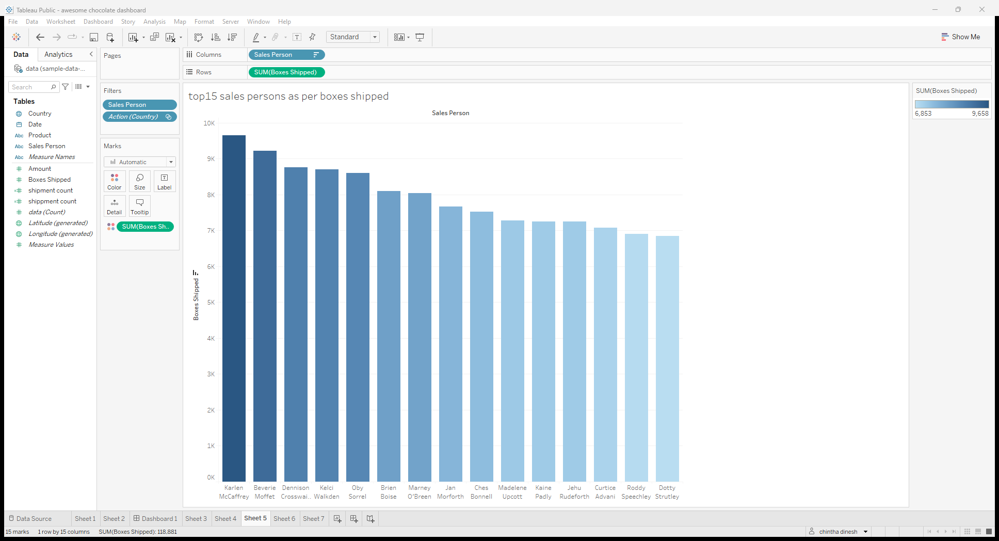 Tableau Public - awesome chocolate dashboard
File Data Worksheet Dashboard Story Analysis Map Format Server Window Help
Standard
Show Me
Data Analytics
data (sample-data-...
Search
Tables
Country
Date
Abc Product
Abc Sales Person
Abc Measure Names
Amount
Boxes Shipped
shipment count
shippment count
data (Count)
Latitude (generated)
Longitude (generated)
Measure Values
Pages
Filters
Sales Person
Action (Country)
Marks
Automatic
Color Size Label
Detail Tooltip
SUM(Boxes Sh..
Columns Sales Person
Rows SUM(Boxes Shipped)
top15 sales persons as per boxes shipped
Sales Person
Boxes Shipped
10K
9K
8K
7K
6K
5K
4K
3K
2K
1K
0K
Karlen McCaffrey
Beverie Moffet
Dennison Crosswai..
Kelci Walkden
Oby Sorrel
Brien Boise
Marney O'Breen
Jan Morforth
Ches Bonnell
Madelene Upcott
Kaine Padly
Jehu Rudeforth
Curtice Advani
Roddy Speechley
Dotty Strutley
SUM(Boxes Shipped)
6,853 9,658
Data Source Sheet 1 Sheet 2 Dashboard 1 Sheet 3 Sheet 4 Sheet 5 Sheet 6 Sheet 7
15 marks 1 row by 15 columns SUM(Boxes Shipped): 118,881
chintha dinesh